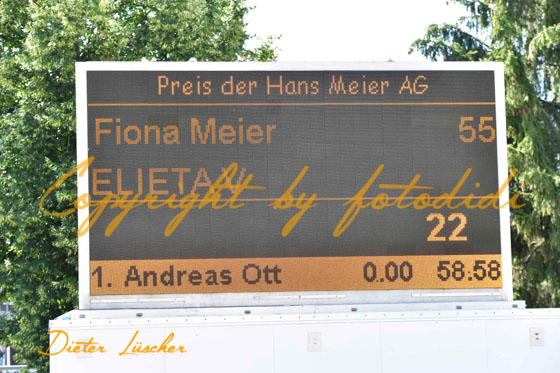 Preis der Hans Meier AG
Fiona Meier 55
Copyright by fotodidi
22
1. Andreas Ott 0.00 58.58
Dieter Lüscher